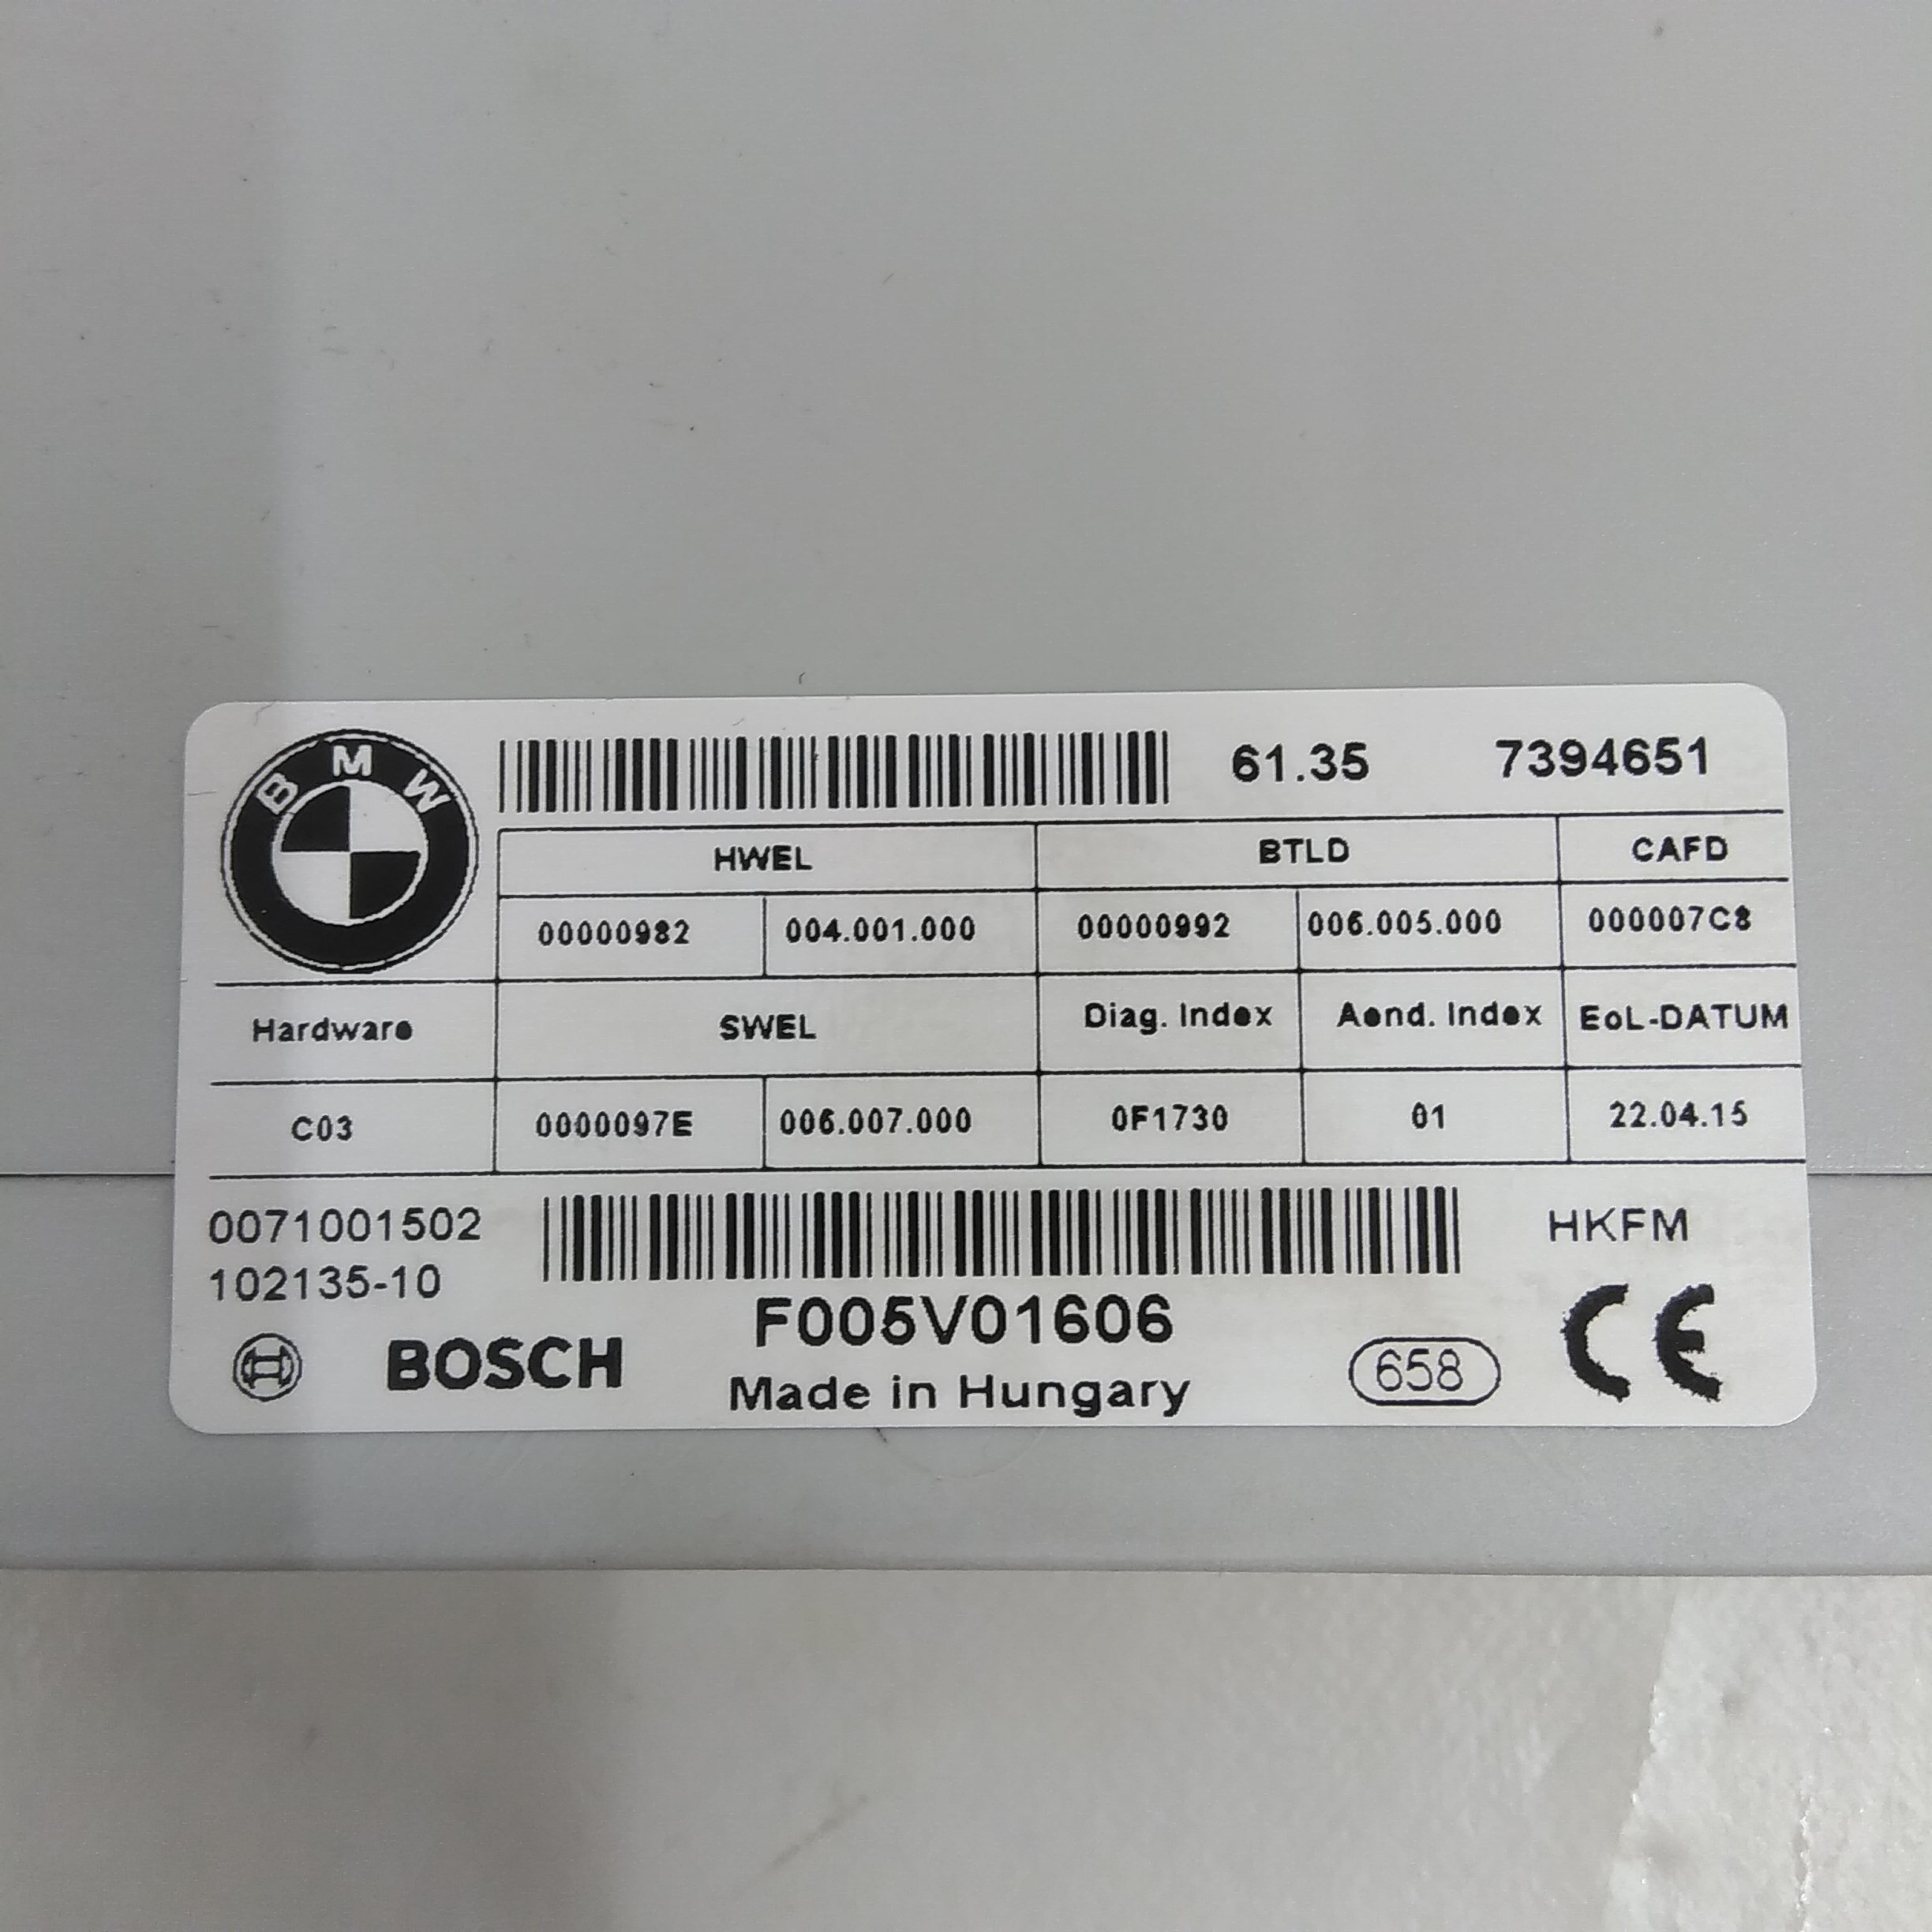 BMW
61.35 7394651
HWEL BTLD CAFD
00000982 004.001.000 00000992 006.005.000 000007C8
Hardware SWEL Diag. Index Aend. Index EoL-DATUM
C03 0000097E 006.007.000 0F1730 01 22.04.15
0071001502 HKFM
102135-10
F005V01606
BOSCH Made in Hungary 658 CE